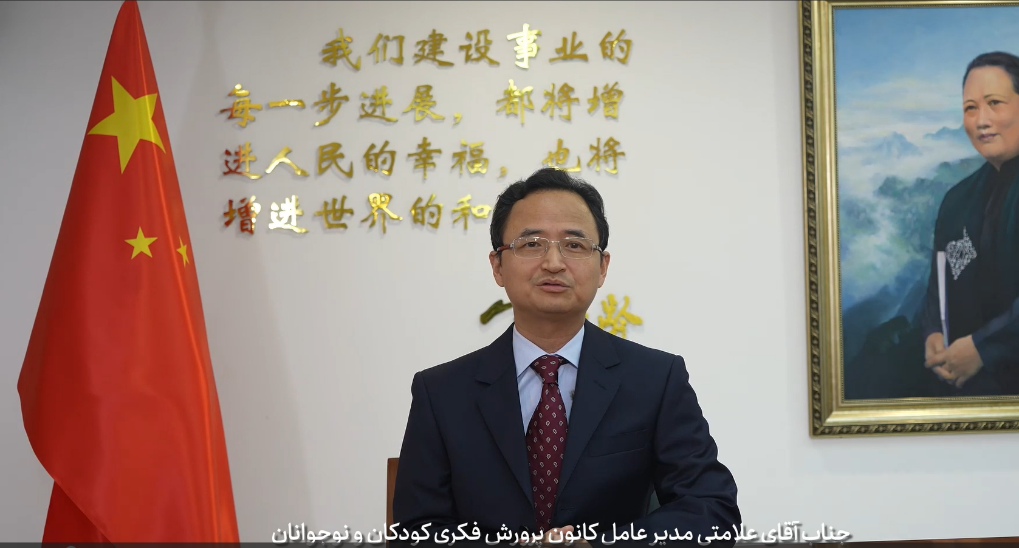 我们建设事业的
每一步进展，都将增
进人民的幸福，也将
增进世界的和
龄
جناب آقای علامتی مدیر عامل کانون پرورش فکری کودکان و نوجوانان